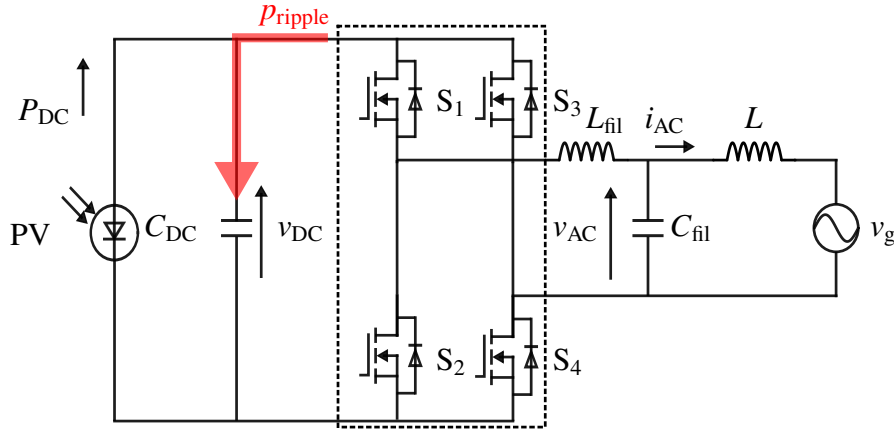 p_ripple
P_DC
S_1
S_3
L_fil
i_AC
L
PV
C_DC
v_DC
v_AC
C_fil
v_g
S_2
S_4